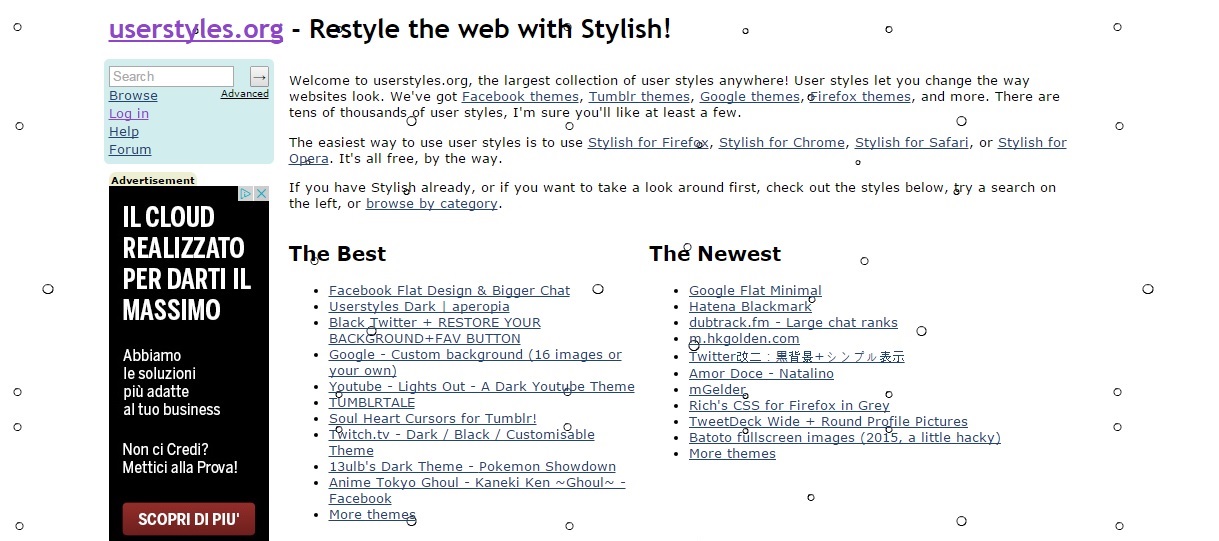 userstyles.org - Restyle the web with Stylish!
Search →
Browse Advanced
Log in
Help
Forum
Welcome to userstyles.org, the largest collection of user styles anywhere! User styles let you change the way
websites look. We've got Facebook themes, Tumblr themes, Google themes, Firefox themes, and more. There are
tens of thousands of user styles, I'm sure you'll like at least a few.
The easiest way to use user styles is to use Stylish for Firefox, Stylish for Chrome, Stylish for Safari, or Stylish for
Opera. It's all free, by the way.
If you have Stylish already, or if you want to take a look around first, check out the styles below, try a search on
the left, or browse by category.
Advertisement
IL CLOUD
REALIZZATO
PER DARTI IL
MASSIMO
Abbiamo
le soluzioni
più adatte
al tuo business
Non ci Credi?
Mettici alla Prova!
SCOPRI DI PIU'
The Best
Facebook Flat Design & Bigger Chat
Userstyles Dark | aperopia
Black Twitter + RESTORE YOUR
BACKGROUND+FAV BUTTON
Google - Custom background (16 images or
your own)
Youtube - Lights Out - A Dark Youtube Theme
TUMBLRTALE
Soul Heart Cursors for Tumblr!
Twitch.tv - Dark / Black / Customisable
Theme
13ulb's Dark Theme - Pokemon Showdown
Anime Tokyo Ghoul - Kaneki Ken ~Ghoul~ -
Facebook
More themes
The Newest
Google Flat Minimal
Hatena Blackmark
dubtrack.fm - Large chat ranks
m.hkgolden.com
Twitter改二：黒背景+シンプル表示
Amor Doce - Natalino
mGelder
Rich's CSS for Firefox in Grey
TweetDeck Wide + Round Profile Pictures
Batoto fullscreen images (2015, a little hacky)
More themes